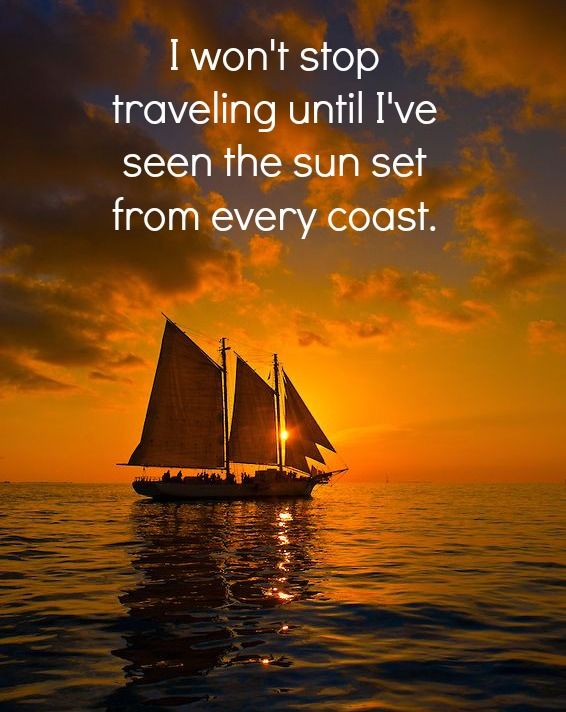 I won't stop
traveling until I've
seen the sun set
from every coast.